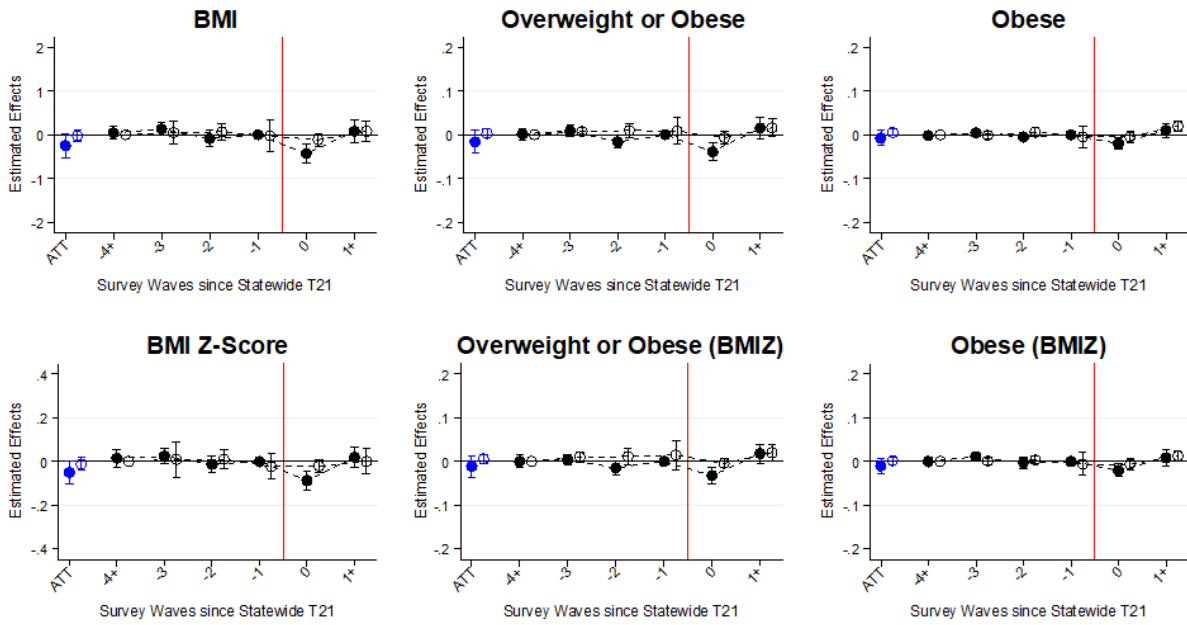 BMI
Estimated Effects
2
1
0
-1
-2
ATT
-4+
-3
-2
-1
0
1+
Survey Waves since Statewide T21
Overweight or Obese
Estimated Effects
.2
.1
0
-.1
-.2
ATT
-4+
-3
-2
-1
0
1+
Survey Waves since Statewide T21
Obese
Estimated Effects
.2
.1
0
-.1
-.2
ATT
-4+
-3
-2
-1
0
1+
Survey Waves since Statewide T21
BMI Z-Score
Estimated Effects
.4
.2
0
-.2
-.4
ATT
-4+
-3
-2
-1
0
1+
Survey Waves since Statewide T21
Overweight or Obese (BMIZ)
Estimated Effects
.2
.1
0
-.1
-.2
ATT
-4+
-3
-2
-1
0
1+
Survey Waves since Statewide T21
Obese (BMIZ)
Estimated Effects
.2
.1
0
-.1
-.2
ATT
-4+
-3
-2
-1
0
1+
Survey Waves since Statewide T21